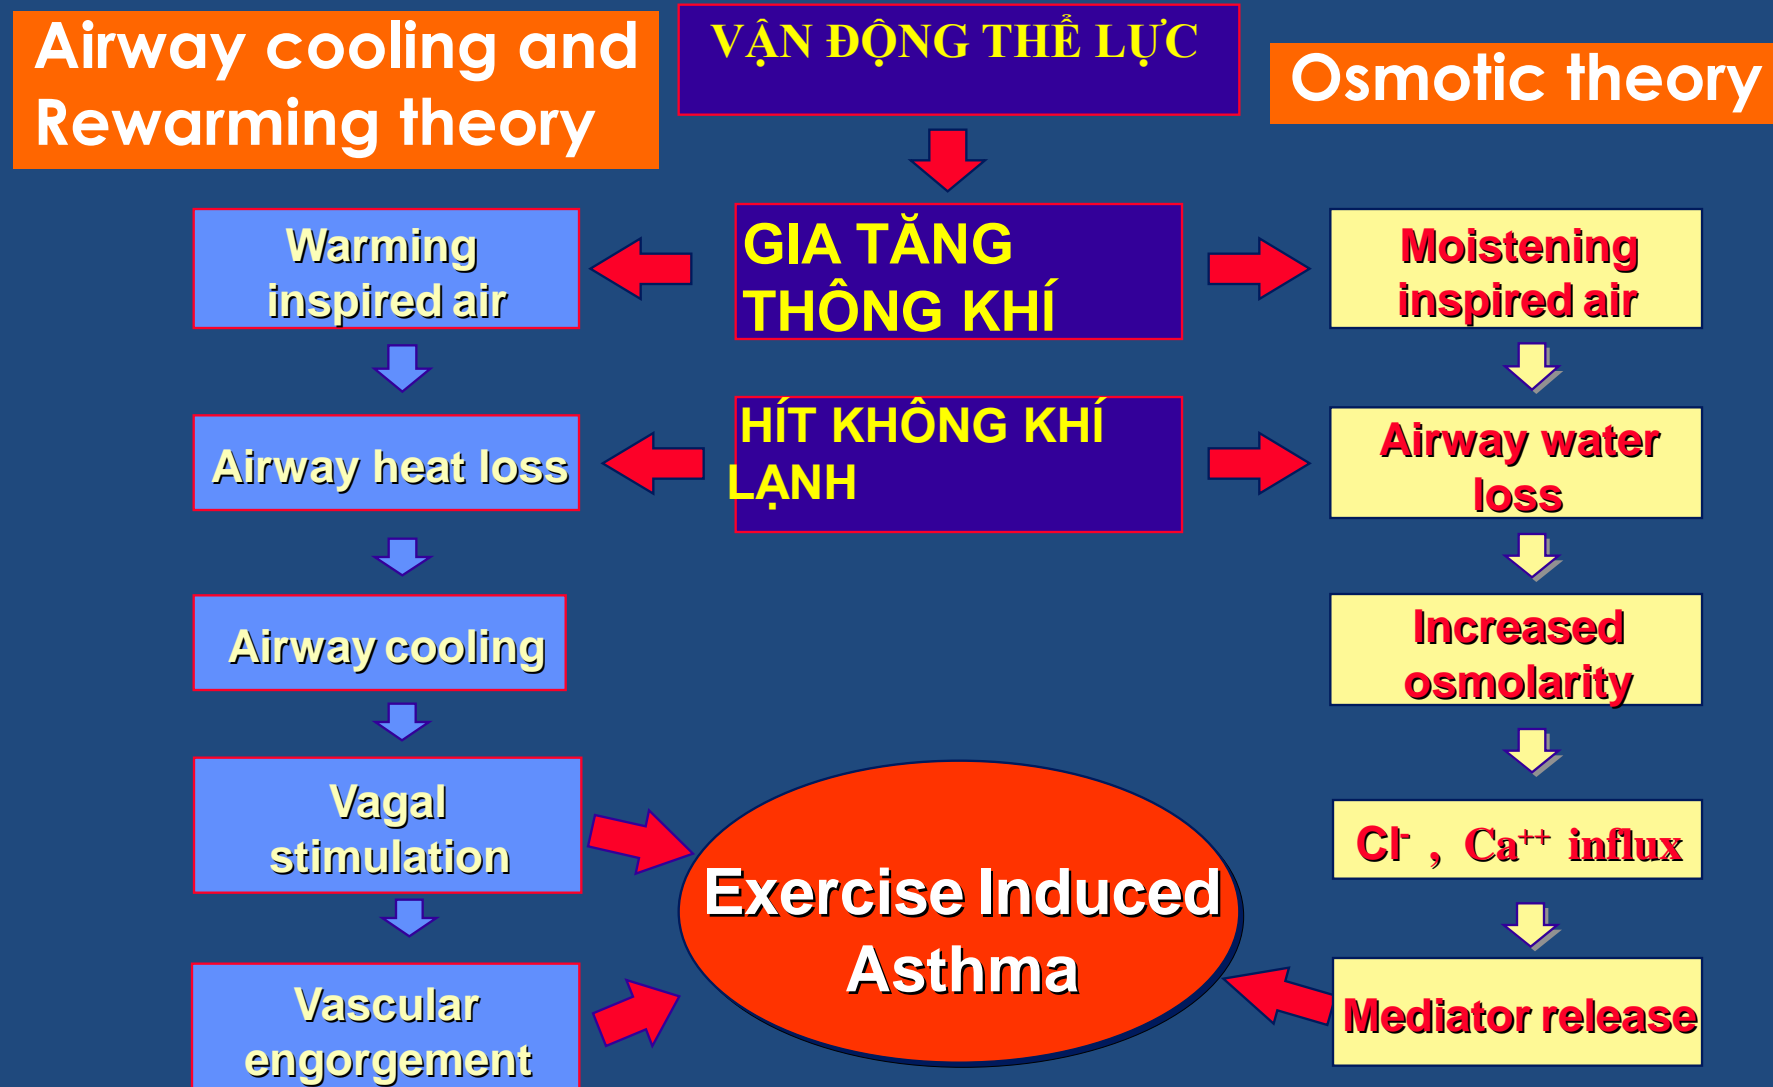 Airway cooling and
Rewarming theory
VẬN ĐỘNG THỂ LỰC
Osmotic theory
Warming
inspired air
GIA TĂNG
THÔNG KHÍ
Moistening
inspired air
Airway heat loss
HÍT KHÔNG KHÍ
LẠNH
Airway water
loss
Airway cooling
Increased
osmolarity
Vagal
stimulation
Exercise Induced
Asthma
Cl⁻ , Ca⁺⁺ influx
Vascular
engorgement
Mediator release